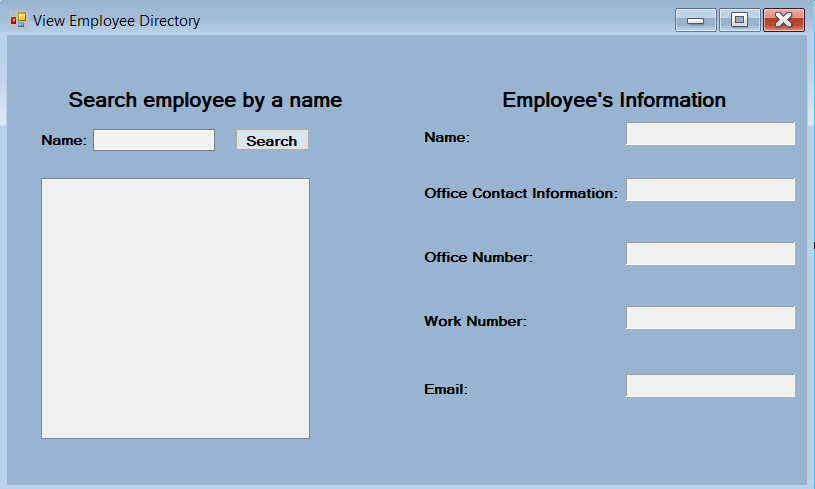 View Employee Directory
Search employee by a name
Name:
Search
Employee's Information
Name:
Office Contact Information:
Office Number:
Work Number:
Email: